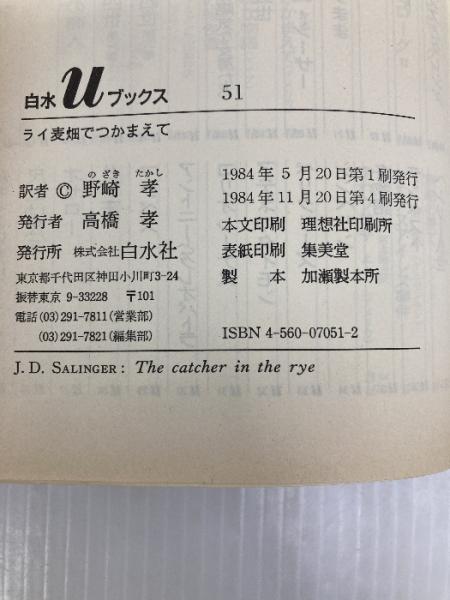 白水uブックス 51
ライ麦畑でつかまえて
のざき たかし
訳者 © 野崎 孝
発行者 高橋 孝
発行所 株式会社白水社
東京都千代田区神田小川町3-24
振替東京 9-33228 〒101
電話(03)291-7811(営業部)
(03)291-7821(編集部)
1984年 5月20日第1刷発行
1984年11月20日第4刷発行
本文印刷 理想社印刷所
表紙印刷 集美堂
製本 加瀬製本所
ISBN 4-560-07051-2
J. D. SALINGER : The catcher in the rye